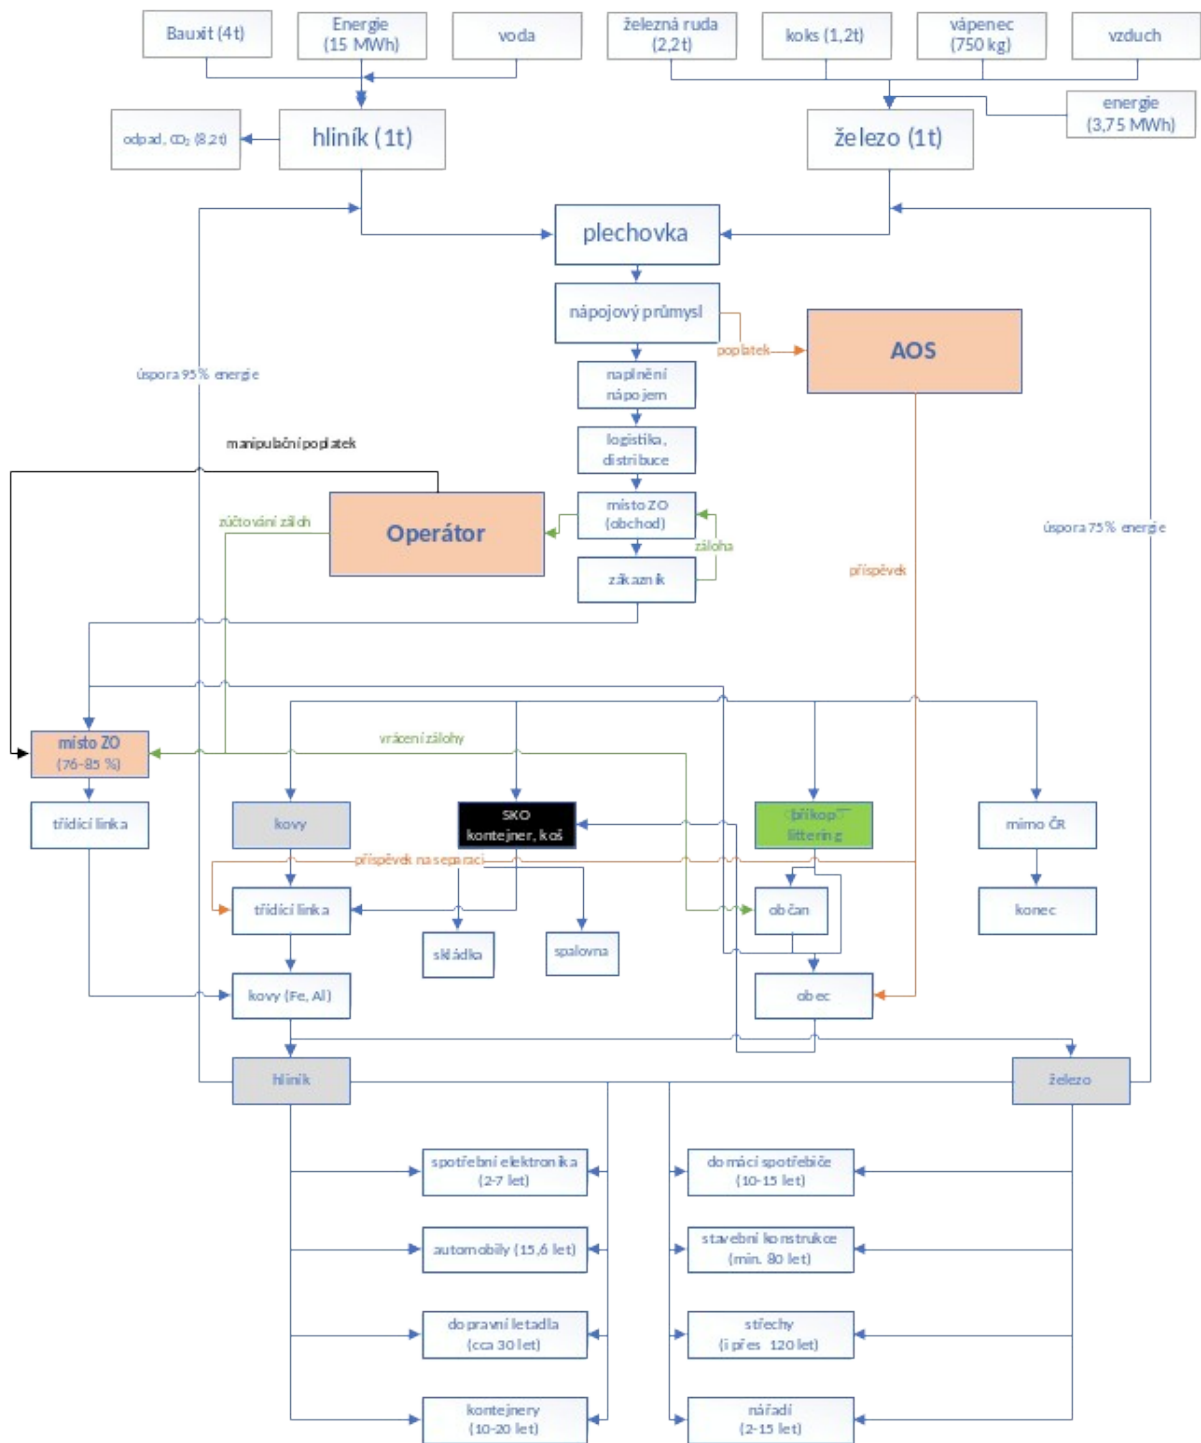 Bauxit (4t)
Energie
(15 MWh)
voda
železná ruda
(2,2t)
koks (1,2t)
vápenec
(750 kg)
vzduch
energie
(3,75 MWh)
odpad, CO₂ (8,2t)
hliník (1t)
železo (1t)
plechovka
nápojový průmysl
poplatek
AOS
úspora 95% energie
naplnění
nápojem
manipulační poplatek
logistika,
distribuce
zúčtování záloh
Operátor
místo ZO
(obchod)
záloha
úspora 75% energie
zákazník
příspěvek
místo ZO
(76-85 %)
vrácení zálohy
třídící linka
kovy
SKO
kontejner, koš
příkop
littering
mimo ČR
příspěvek na separaci
třídící linka
občan
konec
skládka
spalovna
kovy (Fe, Al)
obec
hliník
železo
spotřební elektronika
(2-7 let)
domácí spotřebiče
(10-15 let)
automobily (15,6 let)
stavební konstrukce
(min. 80 let)
dopravní letadla
(cca 30 let)
střechy
(i přes 120 let)
kontejnery
(10-20 let)
nářadí
(2-15 let)